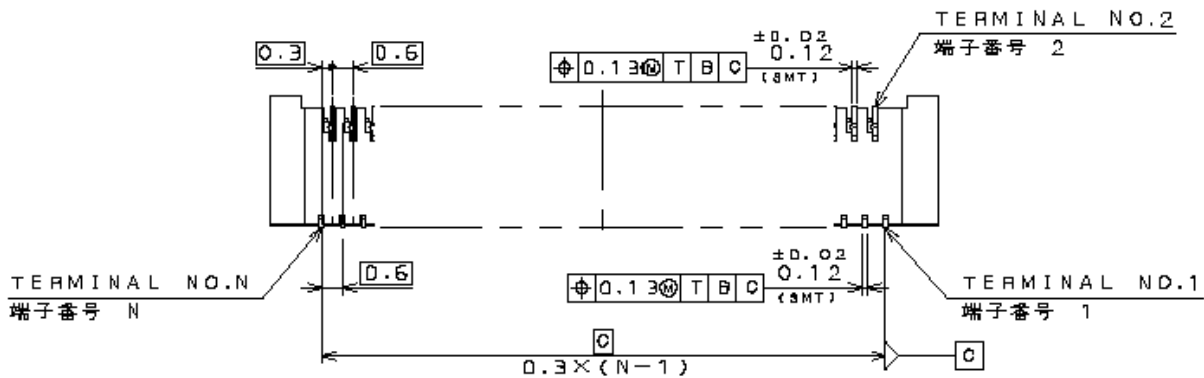 TERMINAL NO.2
端子番号 2
0.3
0.6
±0.02
0.12
(SMT)
⌖ 0.13Ⓜ T B C
TERMINAL NO.N
端子番号 N
0.6
±0.02
0.12
(SMT)
⌖ 0.13Ⓜ T B C
TERMINAL NO.1
端子番号 1
C
0.3×(N-1)
C